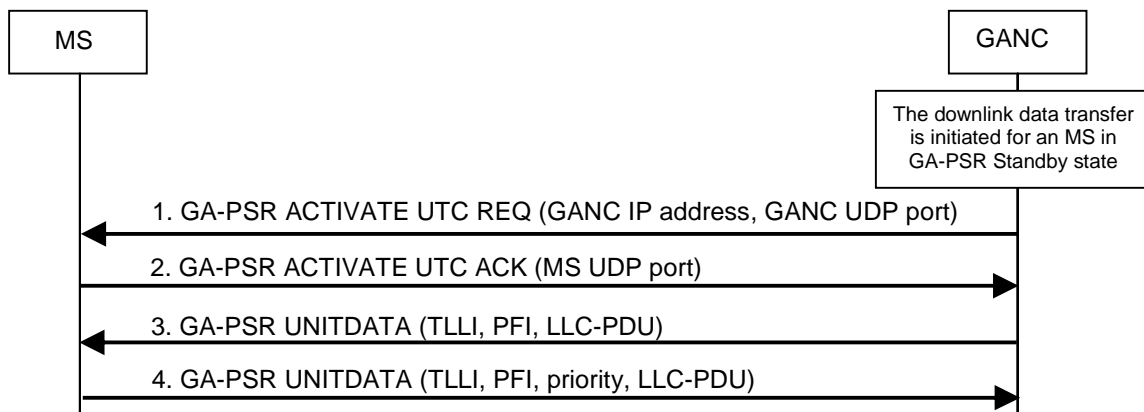 MS
GANC
The downlink data transfer
is initiated for an MS in
GA-PSR Standby state
1. GA-PSR ACTIVATE UTC REQ (GANC IP address, GANC UDP port)
2. GA-PSR ACTIVATE UTC ACK (MS UDP port)
3. GA-PSR UNITDATA (TLLI, PFI, LLC-PDU)
4. GA-PSR UNITDATA (TLLI, PFI, priority, LLC-PDU)